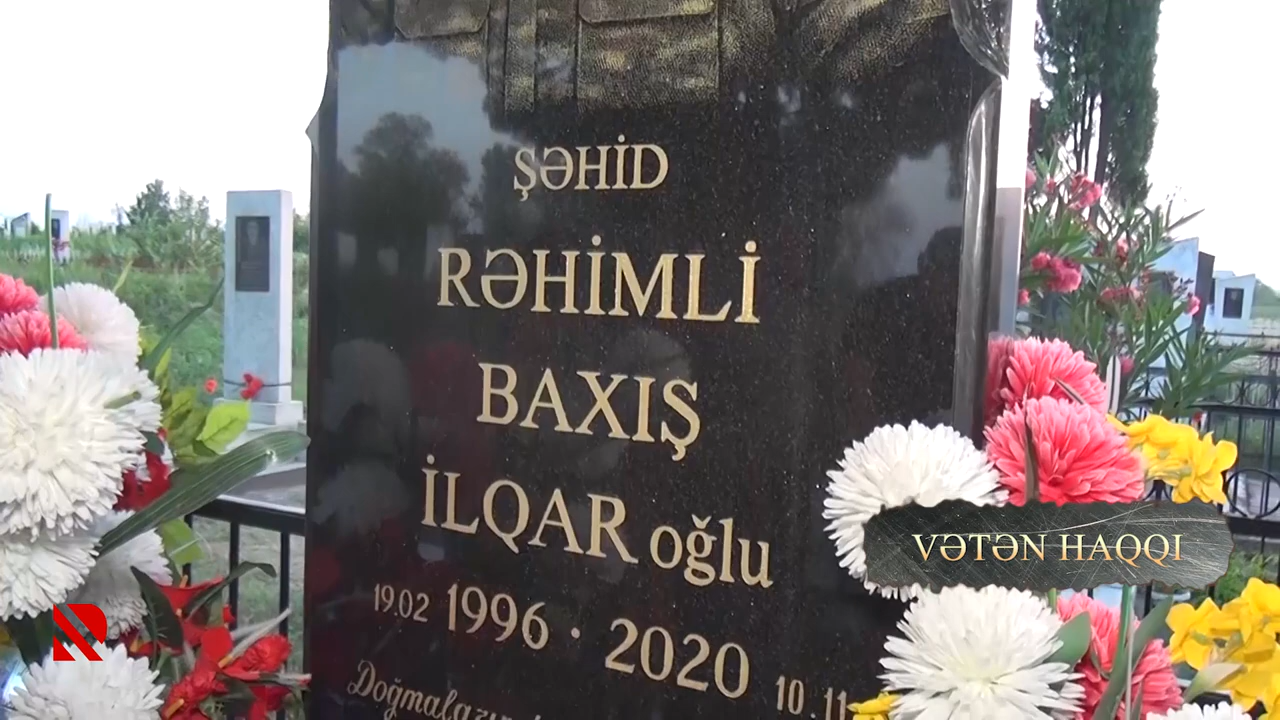 ŞƏHİD
RƏHİMLİ
BAXIŞ
İLQAR oğlu
19.02 1996 · 2020 10.11
VƏTƏN HAQQI